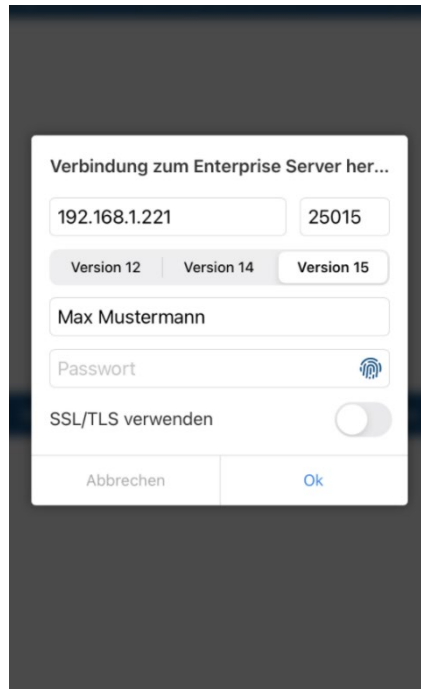 Verbindung zum Enterprise Server her...
192.168.1.221 25015
Version 12 Version 14 Version 15
Max Mustermann
Passwort
SSL/TLS verwenden
Abbrechen Ok